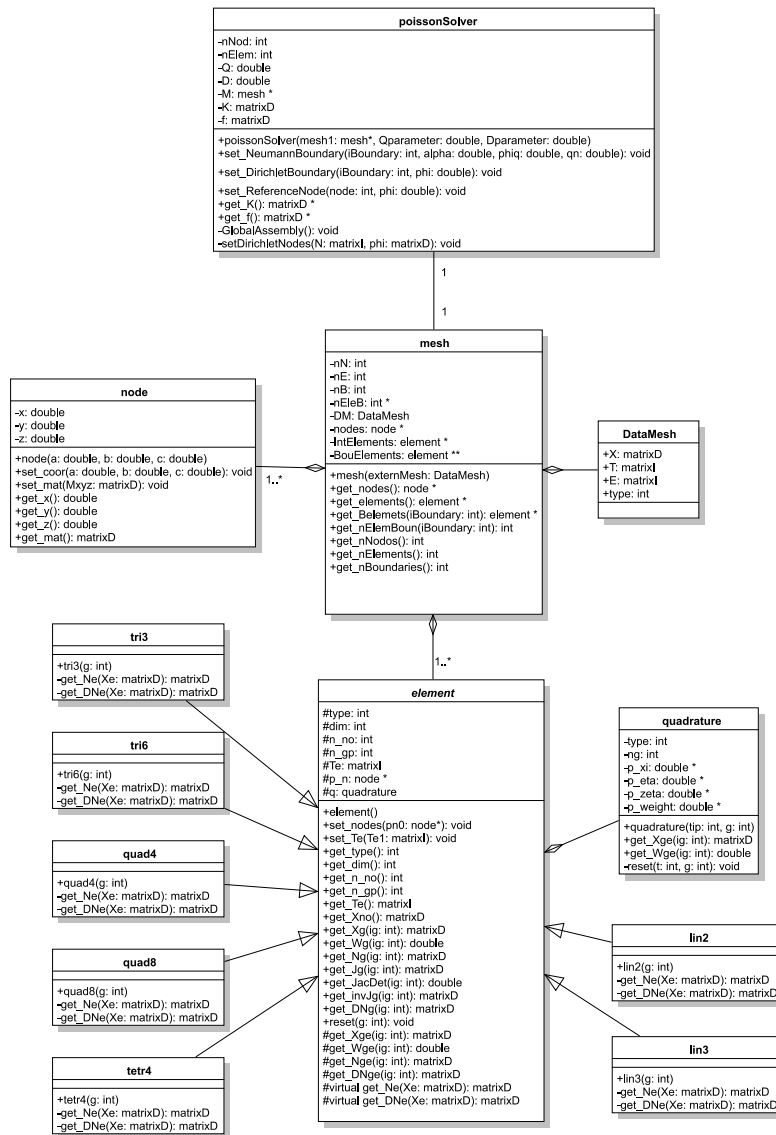 poissonSolver
-nNod: int
-nElem: int
-Q: double
-D: double
-M: mesh *
-K: matrixD
-f: matrixD
+poissonSolver(mesh1: mesh*, Qparameter: double, Dparameter: double)
+set_NeumannBoundary(iBoundary: int, alpha: double, phiq: double, qn: double): void
+set_DirichletBoundary(iBoundary: int, phi: double): void
+set_ReferenceNode(node: int, phi: double): void
+get_K(): matrixD *
+get_f(): matrixD *
-GlobalAssembly(): void
-setDirichletNodes(N: matrixI, phi: matrixD): void
1
1
mesh
-nN: int
-nE: int
-nB: int
-nEleB: int *
-DM: DataMesh
-nodes: node *
-IntElements: element *
-BouElements: element **
+mesh(externMesh: DataMesh)
+get_nodes(): node *
+get_elements(): element *
+get_Belemets(iBoundary: int): element *
+get_nElemBoun(iBoundary: int): int
+get_nNodos(): int
+get_nElements(): int
+get_nBoundaries(): int
node
-x: double
-y: double
-z: double
+node(a: double, b: double, c: double)
+set_coor(a: double, b: double, c: double): void
+set_mat(Mxyz: matrixD): void
+get_x(): double
+get_y(): double
+get_z(): double
+get_mat(): matrixD
1..*
DataMesh
+X: matrixD
+T: matrixI
+E: matrixI
+type: int
1..*
tri3
+tri3(g: int)
-get_Ne(Xe: matrixD): matrixD
-get_DNe(Xe: matrixD): matrixD
tri6
+tri6(g: int)
-get_Ne(Xe: matrixD): matrixD
-get_DNe(Xe: matrixD): matrixD
quad4
+quad4(g: int)
-get_Ne(Xe: matrixD): matrixD
-get_DNe(Xe: matrixD): matrixD
quad8
+quad8(g: int)
-get_Ne(Xe: matrixD): matrixD
-get_DNe(Xe: matrixD): matrixD
tetr4
+tetr4(g: int)
-get_Ne(Xe: matrixD): matrixD
-get_DNe(Xe: matrixD): matrixD
element
#type: int
#dim: int
#n_no: int
#n_gp: int
#Te: matrixI
#p_n: node *
#q: quadrature
+element()
+set_nodes(pn0: node*): void
+set_Te(Te1: matrixI): void
+get_type(): int
+get_dim(): int
+get_n_no(): int
+get_n_gp(): int
+get_Te(): matrixI
+get_Xno(): matrixD
+get_Xg(ig: int): matrixD
+get_Wg(ig: int): double
+get_Ng(ig: int): matrixD
+get_Jg(ig: int): matrixD
+get_JacDet(ig: int): double
+get_invJg(ig: int): matrixD
+get_DNg(ig: int): matrixD
+reset(g: int): void
#get_Xge(ig: int): matrixD
#get_Wge(ig: int): double
#get_Nge(ig: int): matrixD
#get_DNge(ig: int): matrixD
#virtual get_Ne(Xe: matrixD): matrixD
#virtual get_DNe(Xe: matrixD): matrixD
quadrature
-type: int
-ng: int
-p_xi: double *
-p_eta: double *
-p_zeta: double *
-p_weight: double *
+quadrature(tip: int, g: int)
+get_Xge(ig: int): matrixD
+get_Wge(ig: int): double
-reset(t: int, g: int): void
lin2
+lin2(g: int)
-get_Ne(Xe: matrixD): matrixD
-get_DNe(Xe: matrixD): matrixD
lin3
+lin3(g: int)
-get_Ne(Xe: matrixD): matrixD
-get_DNe(Xe: matrixD): matrixD